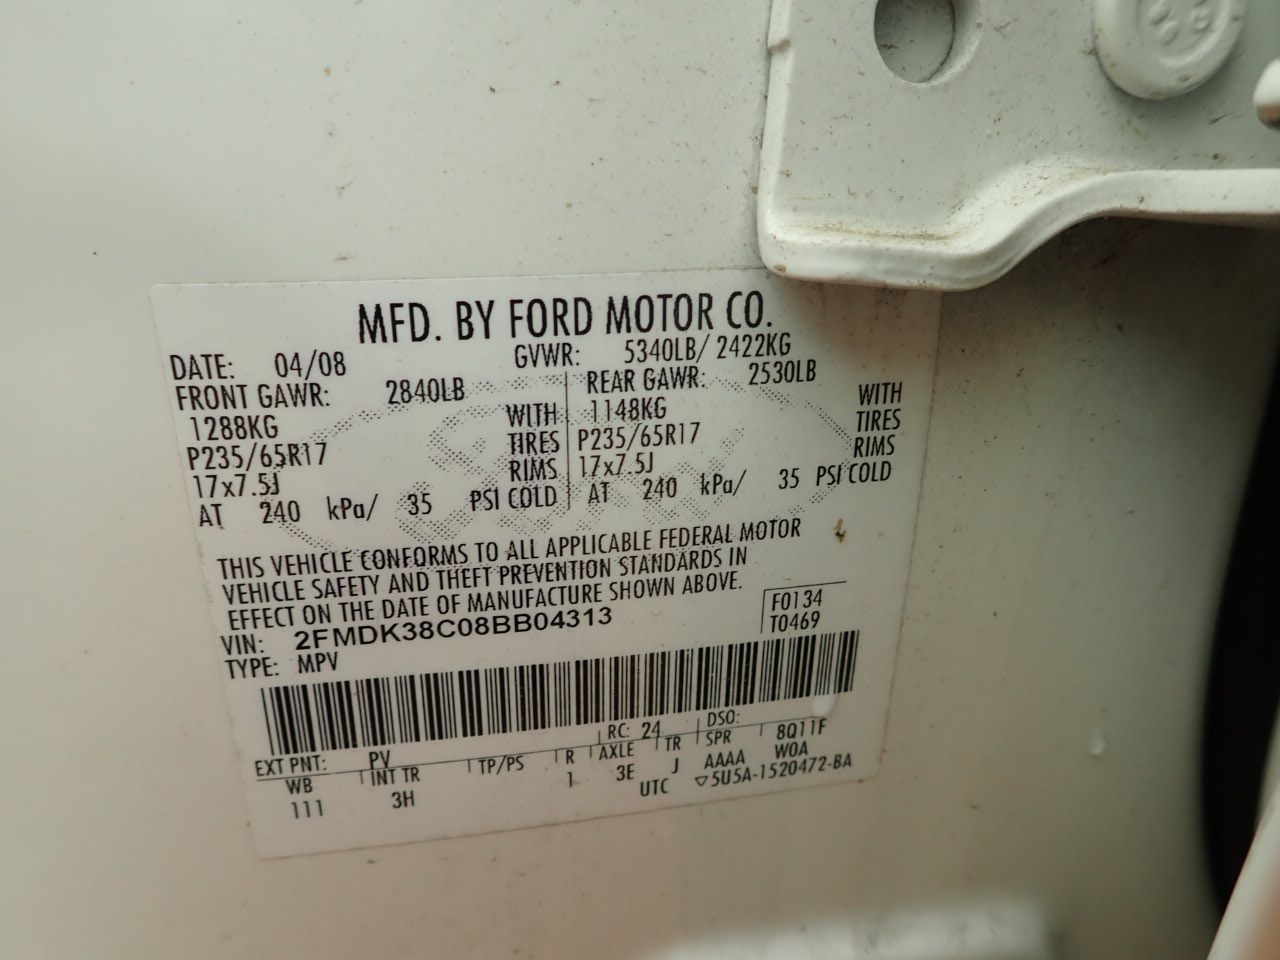 MFD. BY FORD MOTOR CO.
DATE: 04/08 GVWR: 5340LB/ 2422KG
FRONT GAWR: 2840LB REAR GAWR: 2530LB
1288KG WITH 1148KG WITH
P235/65R17 TIRES P235/65R17 TIRES
17x7.5J RIMS 17x7.5J RIMS
AT 240 kPa/ 35 PSI COLD AT 240 kPa/ 35 PSI COLD
THIS VEHICLE CONFORMS TO ALL APPLICABLE FEDERAL MOTOR
VEHICLE SAFETY AND THEFT PREVENTION STANDARDS IN
EFFECT ON THE DATE OF MANUFACTURE SHOWN ABOVE.
VIN: 2FMDK38C08BB04313 F0134
TYPE: MPV T0469
EXT PNT: PV RC: 24 DSO:
WB INT TR TP/PS R AXLE TR SPR 8Q11F
111 3H 1 3E J AAAA W0A
UTC ▽5U5A-1520472-BA